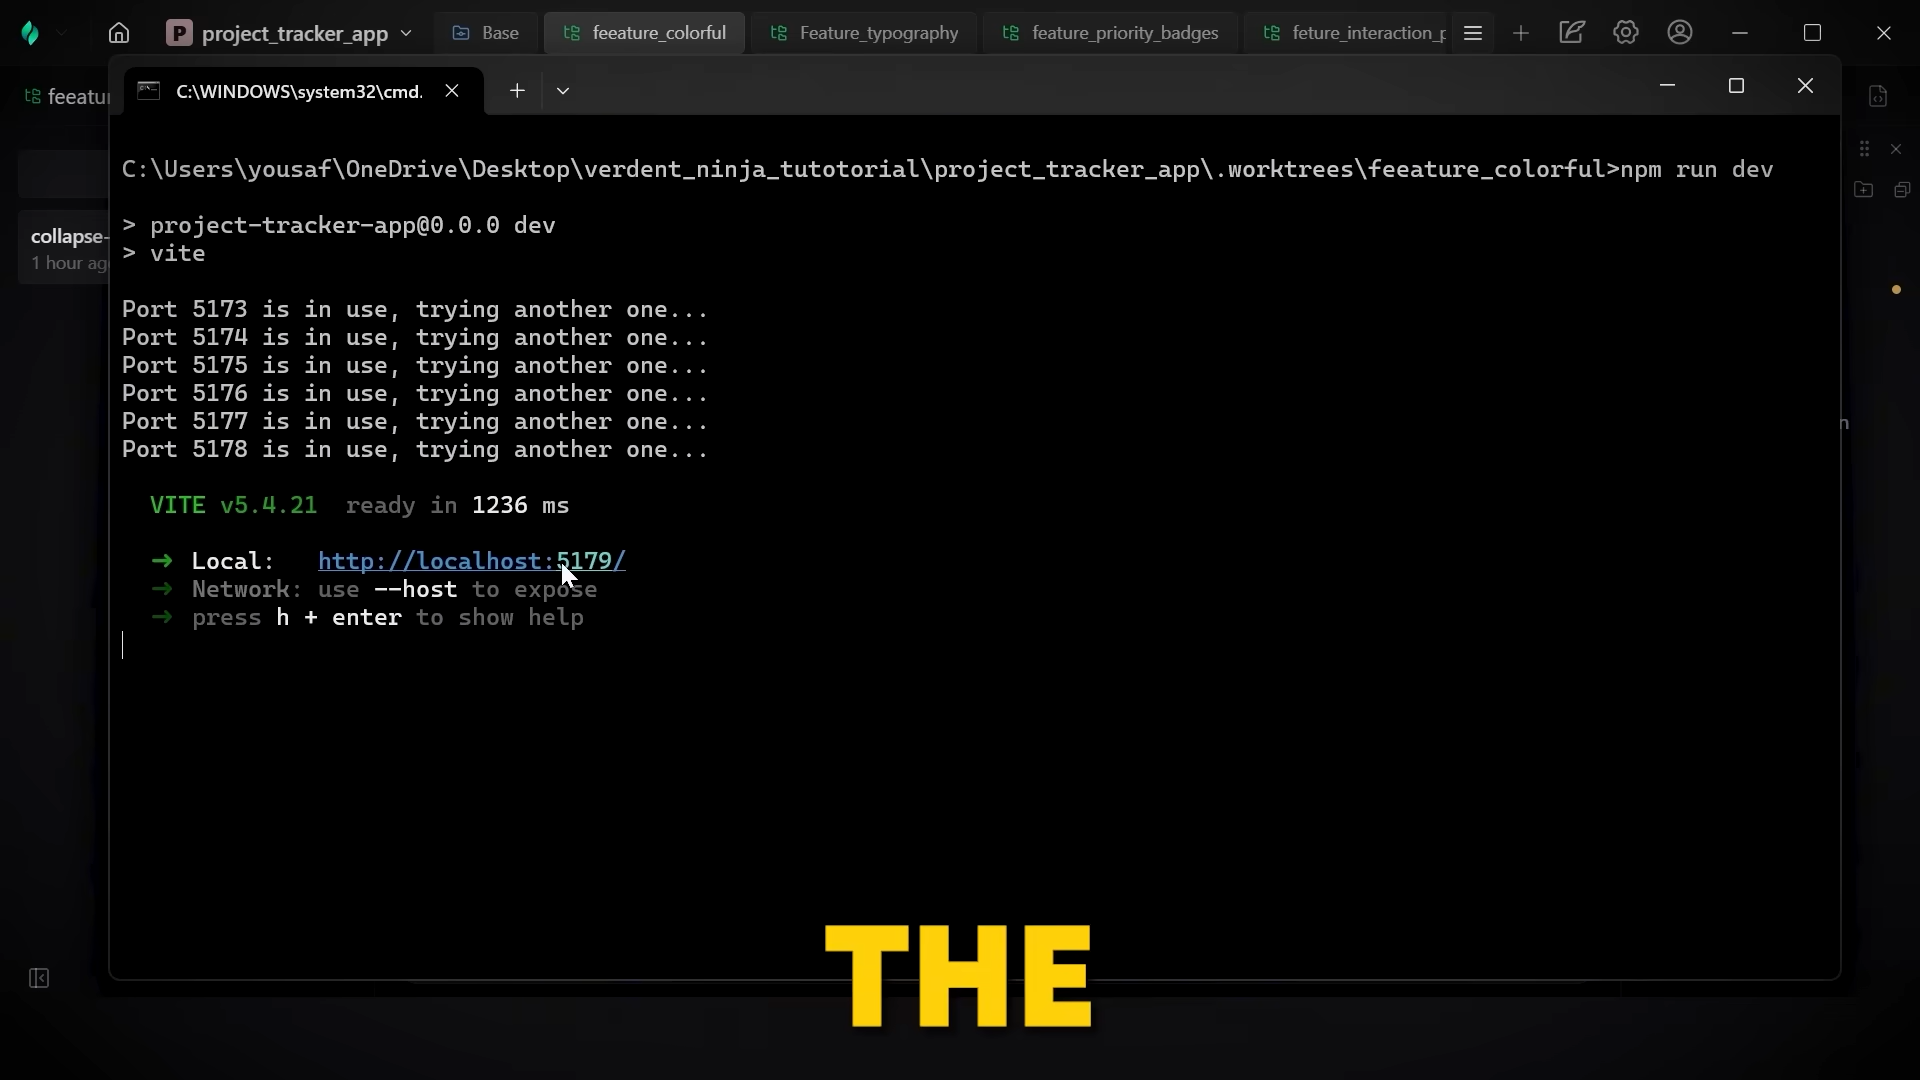 P project_tracker_app
Base
feeature_colorful
Feature_typography
feature_priority_badges
feture_interaction_p
C:\WINDOWS\system32\cmd.
feeatur
C:\Users\yousaf\OneDrive\Desktop\verdent_ninja_tutotorial\project_tracker_app\.worktrees\feeature_colorful>npm run dev
collapse-
1 hour ag
> project-tracker-app@0.0.0 dev
> vite
Port 5173 is in use, trying another one...
Port 5174 is in use, trying another one...
Port 5175 is in use, trying another one...
Port 5176 is in use, trying another one...
Port 5177 is in use, trying another one...
Port 5178 is in use, trying another one...
VITE v5.4.21 ready in 1236 ms
➜ Local: http://localhost:5179/
➜ Network: use --host to expose
➜ press h + enter to show help
n
THE